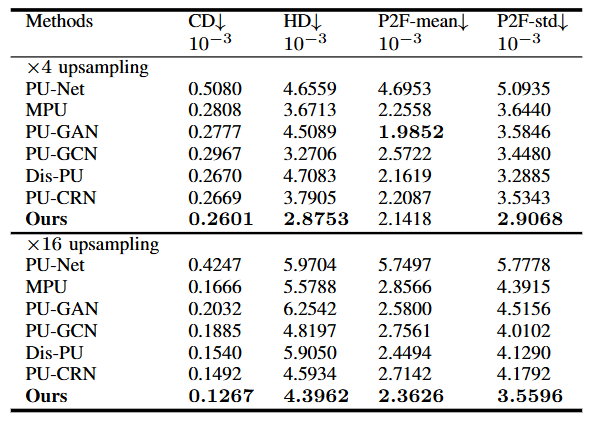 Methods CD↓ HD↓ P2F-mean↓ P2F-std↓
10−3 10−3 10−3 10−3
×4 upsampling
PU-Net 0.5080 4.6559 4.6953 5.0935
MPU 0.2808 3.6713 2.2558 3.6440
PU-GAN 0.2777 4.5089 1.9852 3.5846
PU-GCN 0.2967 3.2706 2.5722 3.4480
Dis-PU 0.2670 4.7083 2.1619 3.2885
PU-CRN 0.2669 3.7905 2.2087 3.5343
Ours 0.2601 2.8753 2.1418 2.9068
×16 upsampling
PU-Net 0.4247 5.9704 5.7497 5.7778
MPU 0.1666 5.5788 2.8566 4.3915
PU-GAN 0.2032 6.2542 2.5800 4.5156
PU-GCN 0.1885 4.8197 2.7561 4.0102
Dis-PU 0.1540 5.9050 2.4494 4.1290
PU-CRN 0.1492 4.5934 2.7142 4.1792
Ours 0.1267 4.3962 2.3626 3.5596